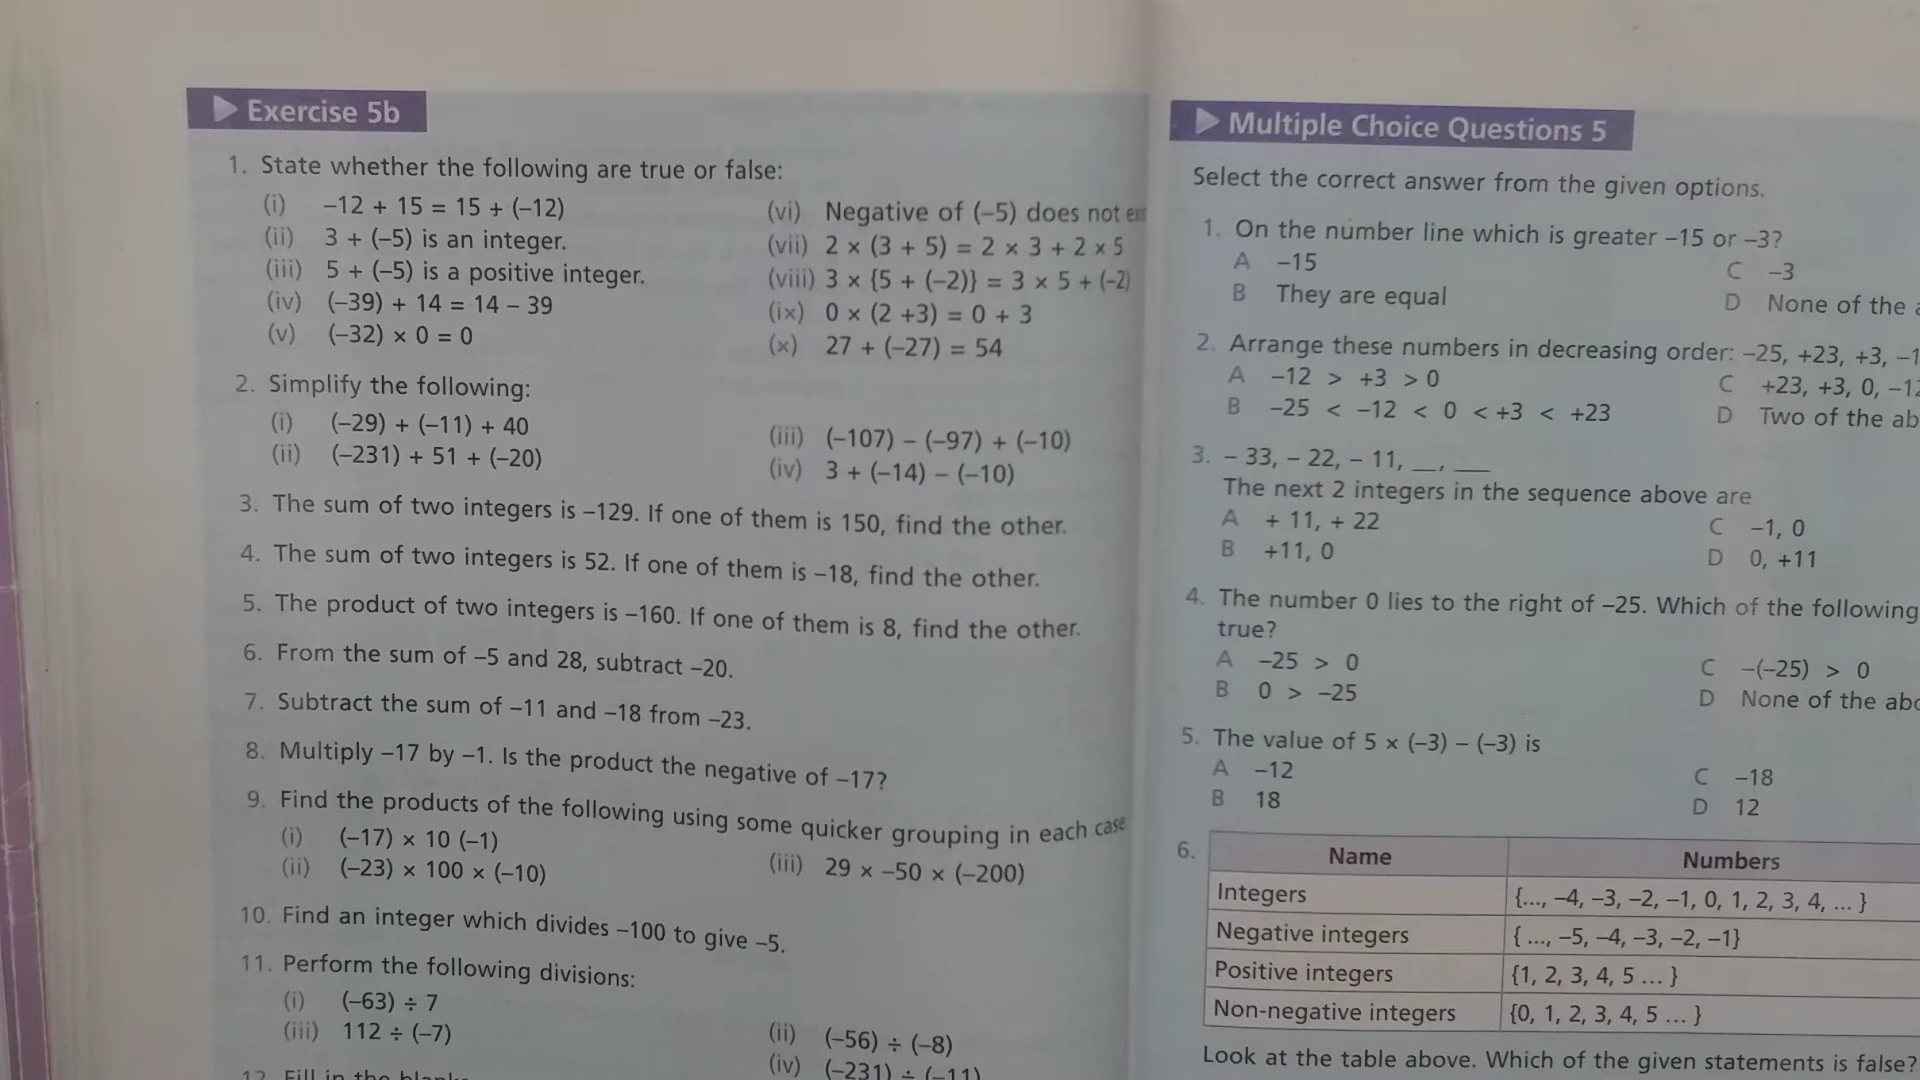 Exercise 5b
1. State whether the following are true or false:
(i) –12 + 15 = 15 + (–12)
(ii) 3 + (–5) is an integer.
(iii) 5 + (–5) is a positive integer.
(iv) (–39) + 14 = 14 – 39
(v) (–32) × 0 = 0
(vi) Negative of (–5) does not
(vii) 2 × (3 + 5) = 2 × 3 + 2 × 5
(viii) 3 × {5 + (–2)} = 3 × 5 + (–2)
(ix) 0 × (2 +3) = 0 + 3
(x) 27 + (–27) = 54
2. Simplify the following:
(i) (–29) + (–11) + 40
(ii) (–231) + 51 + (–20)
(iii) (–107) – (–97) + (–10)
(iv) 3 + (–14) – (–10)
3. The sum of two integers is –129. If one of them is 150, find the other.
4. The sum of two integers is 52. If one of them is –18, find the other.
5. The product of two integers is –160. If one of them is 8, find the other.
6. From the sum of –5 and 28, subtract –20.
7. Subtract the sum of –11 and –18 from –23.
8. Multiply –17 by –1. Is the product the negative of –17?
9. Find the products of the following using some quicker grouping in each case
(i) (–17) × 10 (–1)
(ii) (–23) × 100 × (–10)
(iii) 29 × –50 × (–200)
10. Find an integer which divides –100 to give –5.
11. Perform the following divisions:
(i) (–63) ÷ 7
(iii) 112 ÷ (–7)
(ii) (–56) ÷ (–8)
(iv) (–231) ÷ (–11)
12. Fill in the
Multiple Choice Questions 5
Select the correct answer from the given options.
1. On the number line which is greater –15 or –3?
A –15
B They are equal
C –3
D None of the
2. Arrange these numbers in decreasing order: –25, +23, +3,
A –12 > +3 > 0
B –25 < –12 < 0 < +3 < +23
C +23, +3, 0,
D Two of the
3. – 33, – 22, – 11, __, ___
The next 2 integers in the sequence above are
A + 11, + 22
B +11, 0
C –1, 0
D 0, +11
4. The number 0 lies to the right of –25. Which of the following
true?
A –25 > 0
B 0 > –25
C –(–25) > 0
D None of the
5. The value of 5 × (–3) – (–3) is
A –12
B 18
C –18
D 12
6.
Name Numbers
Integers {..., –4, –3, –2, –1, 0, 1, 2, 3, 4, ... }
Negative integers { ..., –5, –4, –3, –2, –1}
Positive integers {1, 2, 3, 4, 5 ... }
Non-negative integers {0, 1, 2, 3, 4, 5 ... }
Look at the table above. Which of the given statements is false?